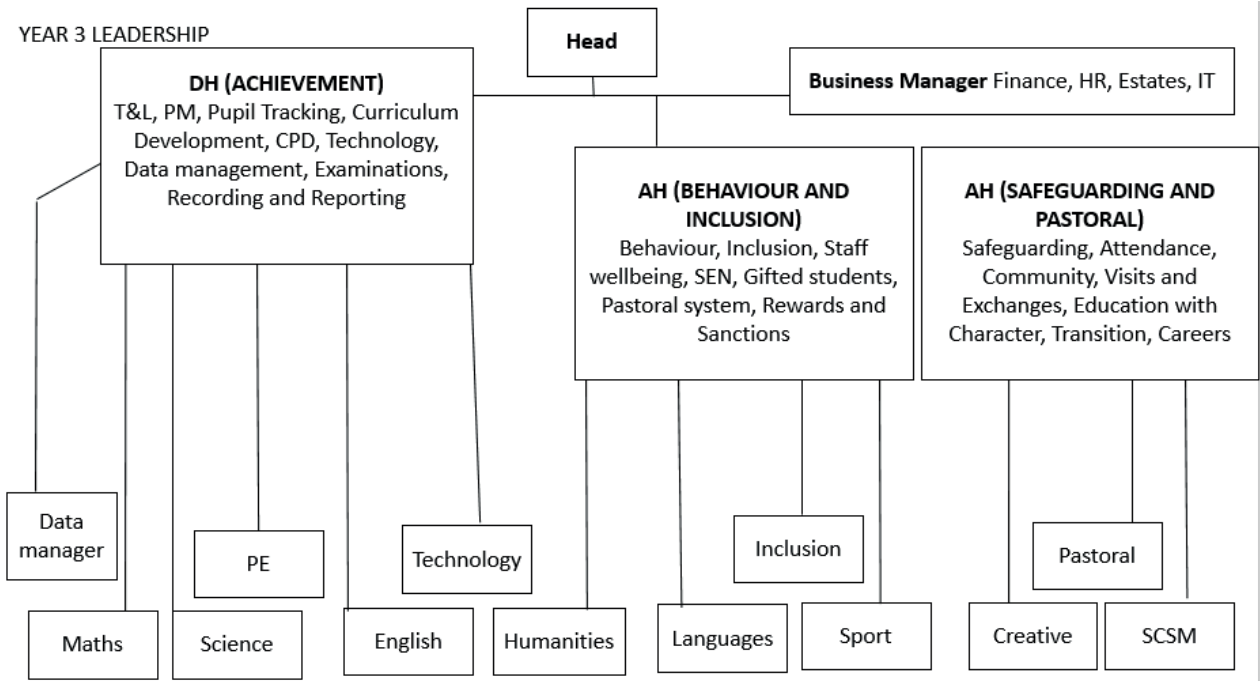 YEAR 3 LEADERSHIP
Head
DH (ACHIEVEMENT)
T&L, PM, Pupil Tracking, Curriculum
Development, CPD, Technology,
Data management, Examinations,
Recording and Reporting
Business Manager Finance, HR, Estates, IT
AH (BEHAVIOUR AND
INCLUSION)
Behaviour, Inclusion, Staff
wellbeing, SEN, Gifted students,
Pastoral system, Rewards and
Sanctions
AH (SAFEGUARDING AND
PASTORAL)
Safeguarding, Attendance,
Community, Visits and
Exchanges, Education with
Character, Transition, Careers
Data
manager
PE
Technology
Inclusion
Pastoral
Maths
Science
English
Humanities
Languages
Sport
Creative
SCSM